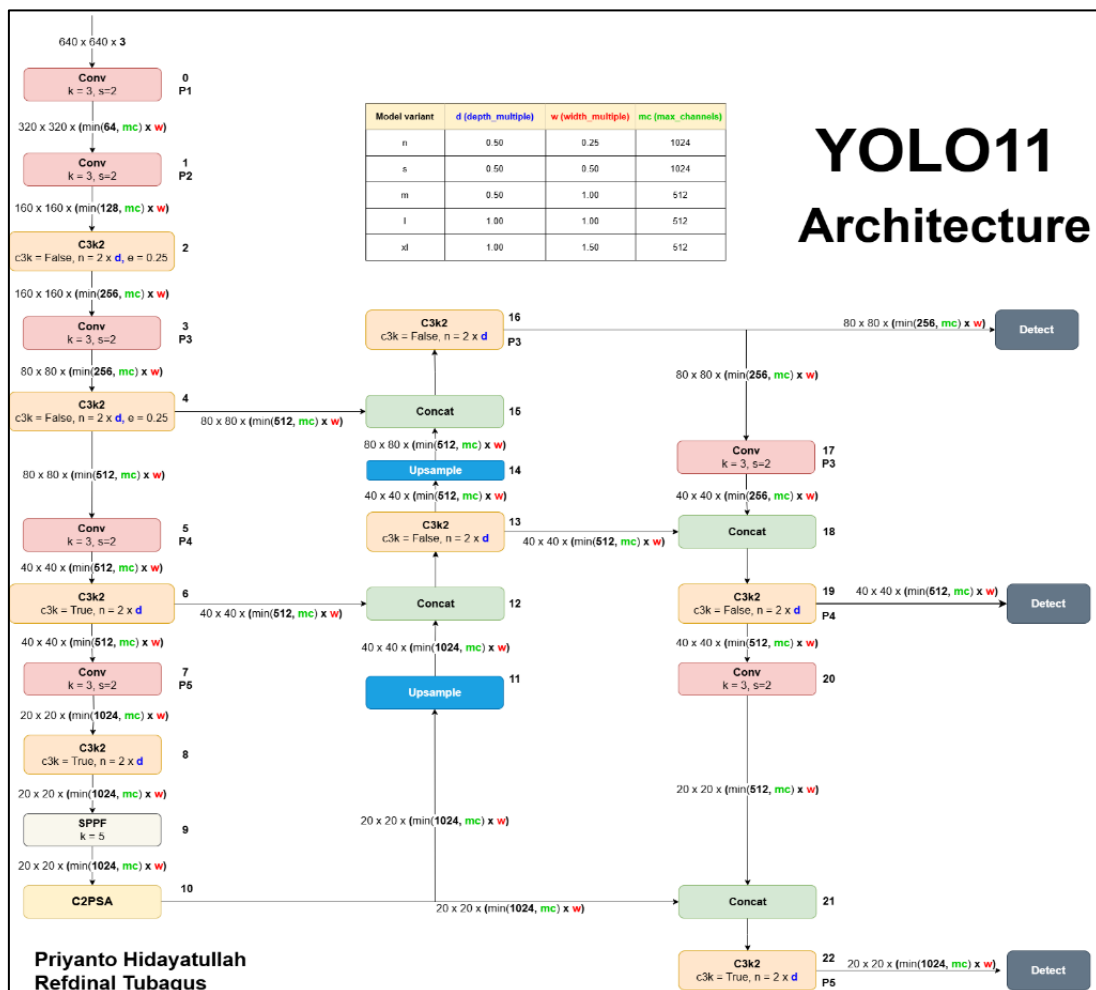 640 x 640 x 3
Conv
k = 3, s=2
0
P1
320 x 320 x (min(64, mc) x w)
Conv
k = 3, s=2
1
P2
160 x 160 x (min(128, mc) x w)
C3k2
c3k = False, n = 2 x d, e = 0.25
2
160 x 160 x (min(256, mc) x w)
Conv
k = 3, s=2
3
P3
80 x 80 x (min(256, mc) x w)
C3k2
c3k = False, n = 2 x d, e = 0.25
4
80 x 80 x (min(512, mc) x w)
80 x 80 x (min(512, mc) x w)
Conv
k = 3, s=2
5
P4
40 x 40 x (min(512, mc) x w)
C3k2
c3k = True, n = 2 x d
6
40 x 40 x (min(512, mc) x w)
40 x 40 x (min(512, mc) x w)
Conv
k = 3, s=2
7
P5
20 x 20 x (min(1024, mc) x w)
C3k2
c3k = True, n = 2 x d
8
20 x 20 x (min(1024, mc) x w)
SPPF
k = 5
9
20 x 20 x (min(1024, mc) x w)
C2PSA
10
Priyanto Hidayatullah
Refdinal Tubagus
Model variant d (depth_multiple) w (width_multiple) mc (max_channels)
n 0.50 0.25 1024
s 0.50 0.50 1024
m 0.50 1.00 512
l 1.00 1.00 512
xl 1.00 1.50 512
YOLO11
Architecture
C3k2
c3k = False, n = 2 x d
16
P3
Concat
15
80 x 80 x (min(512, mc) x w)
Upsample
14
40 x 40 x (min(512, mc) x w)
C3k2
c3k = False, n = 2 x d
13
40 x 40 x (min(512, mc) x w)
Concat
12
40 x 40 x (min(1024, mc) x w)
Upsample
11
20 x 20 x (min(1024, mc) x w)
20 x 20 x (min(1024, mc) x w)
80 x 80 x (min(256, mc) x w)
Detect
80 x 80 x (min(256, mc) x w)
Conv
k = 3, s=2
17
P3
40 x 40 x (min(256, mc) x w)
Concat
18
C3k2
c3k = False, n = 2 x d
19
P4
40 x 40 x (min(512, mc) x w)
Detect
40 x 40 x (min(512, mc) x w)
Conv
k = 3, s=2
20
20 x 20 x (min(512, mc) x w)
Concat
21
C3k2
c3k = True, n = 2 x d
22
P5
20 x 20 x (min(1024, mc) x w)
Detect